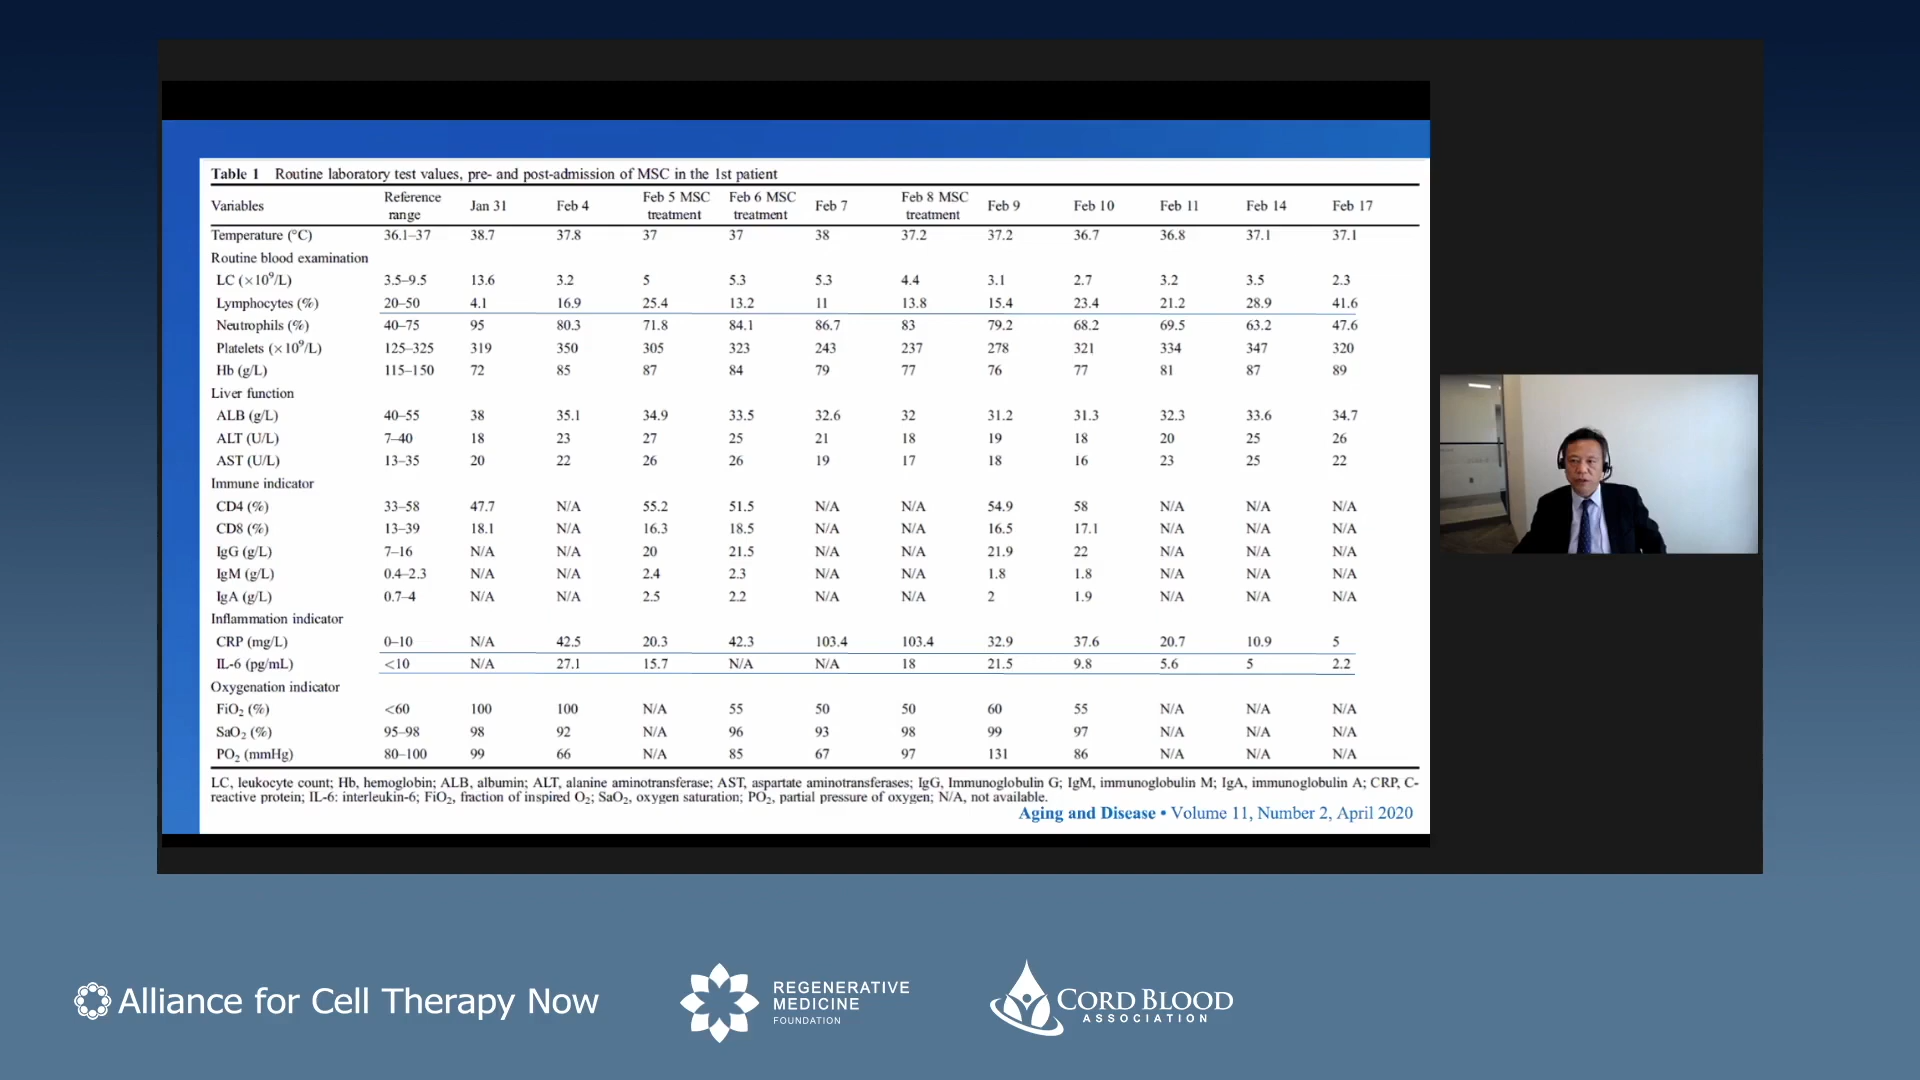 Table 1 Routine laboratory test values, pre- and post-admission of MSC in the 1st patient
Variables Reference range Jan 31 Feb 4 Feb 5 MSC treatment Feb 6 MSC treatment Feb 7 Feb 8 MSC treatment Feb 9 Feb 10 Feb 11 Feb 14 Feb 17
Temperature (°C) 36.1–37 38.7 37.8 37 37 38 37.2 37.2 36.7 36.8 37.1 37.1
Routine blood examination
LC (×10⁹/L) 3.5–9.5 13.6 3.2 5 5.3 5.3 4.4 3.1 2.7 3.2 3.5 2.3
Lymphocytes (%) 20–50 4.1 16.9 25.4 13.2 11 13.8 15.4 23.4 21.2 28.9 41.6
Neutrophils (%) 40–75 95 80.3 71.8 84.1 86.7 83 79.2 68.2 69.5 63.2 47.6
Platelets (×10⁹/L) 125–325 319 350 305 323 243 237 278 321 334 347 320
Hb (g/L) 115–150 72 85 87 84 79 77 76 77 81 87 89
Liver function
ALB (g/L) 40–55 38 35.1 34.9 33.5 32.6 32 31.2 31.3 32.3 33.6 34.7
ALT (U/L) 7–40 18 23 27 25 21 18 19 18 20 25 26
AST (U/L) 13–35 20 22 26 26 19 17 18 16 23 25 22
Immune indicator
CD4 (%) 33–58 47.7 N/A 55.2 51.5 N/A N/A 54.9 58 N/A N/A N/A
CD8 (%) 13–39 18.1 N/A 16.3 18.5 N/A N/A 16.5 17.1 N/A N/A N/A
IgG (g/L) 7–16 N/A N/A 20 21.5 N/A N/A 21.9 22 N/A N/A N/A
IgM (g/L) 0.4–2.3 N/A N/A 2.4 2.3 N/A N/A 1.8 1.8 N/A N/A N/A
IgA (g/L) 0.7–4 N/A N/A 2.5 2.2 N/A N/A 2 1.9 N/A N/A N/A
Inflammation indicator
CRP (mg/L) 0–10 N/A 42.5 20.3 42.3 103.4 103.4 32.9 37.6 20.7 10.9 5
IL-6 (pg/mL) <10 N/A 27.1 15.7 N/A N/A 18 21.5 9.8 5.6 5 2.2
Oxygenation indicator
FiO₂ (%) <60 100 100 N/A 55 50 50 60 55 N/A N/A N/A
SaO₂ (%) 95–98 98 92 N/A 96 93 98 99 97 N/A N/A N/A
PO₂ (mmHg) 80–100 99 66 N/A 85 67 97 131 86 N/A N/A N/A
LC, leukocyte count; Hb, hemoglobin; ALB, albumin; ALT, alanine aminotransferase; AST, aspartate aminotransferases; IgG, Immunoglobulin G; IgM, immunoglobulin M; IgA, immunoglobulin A; CRP, C-
reactive protein; IL-6: interleukin-6; FiO₂, fraction of inspired O₂; SaO₂, oxygen saturation; PO₂, partial pressure of oxygen; N/A, not available.
Aging and Disease • Volume 11, Number 2, April 2020
Alliance for Cell Therapy Now
REGENERATIVE
MEDICINE
FOUNDATION
CORD BLOOD
ASSOCIATION